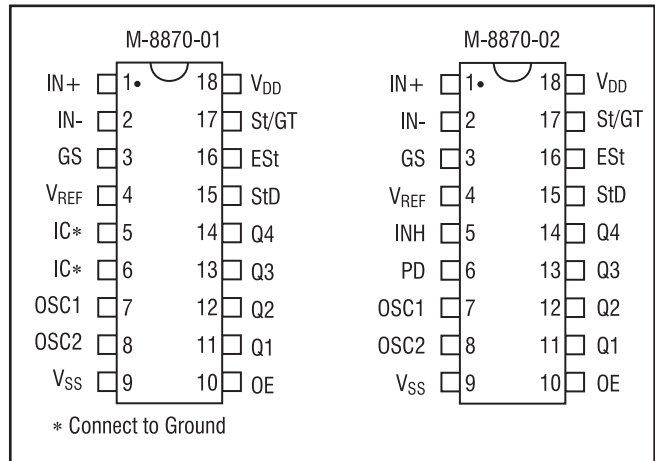 M-8870-01
IN+ 1 18 VDD
IN- 2 17 St/GT
GS 3 16 ESt
VREF 4 15 StD
IC* 5 14 Q4
IC* 6 13 Q3
OSC1 7 12 Q2
OSC2 8 11 Q1
VSS 9 10 OE
* Connect to Ground
M-8870-02
IN+ 1 18 VDD
IN- 2 17 St/GT
GS 3 16 ESt
VREF 4 15 StD
INH 5 14 Q4
PD 6 13 Q3
OSC1 7 12 Q2
OSC2 8 11 Q1
VSS 9 10 OE